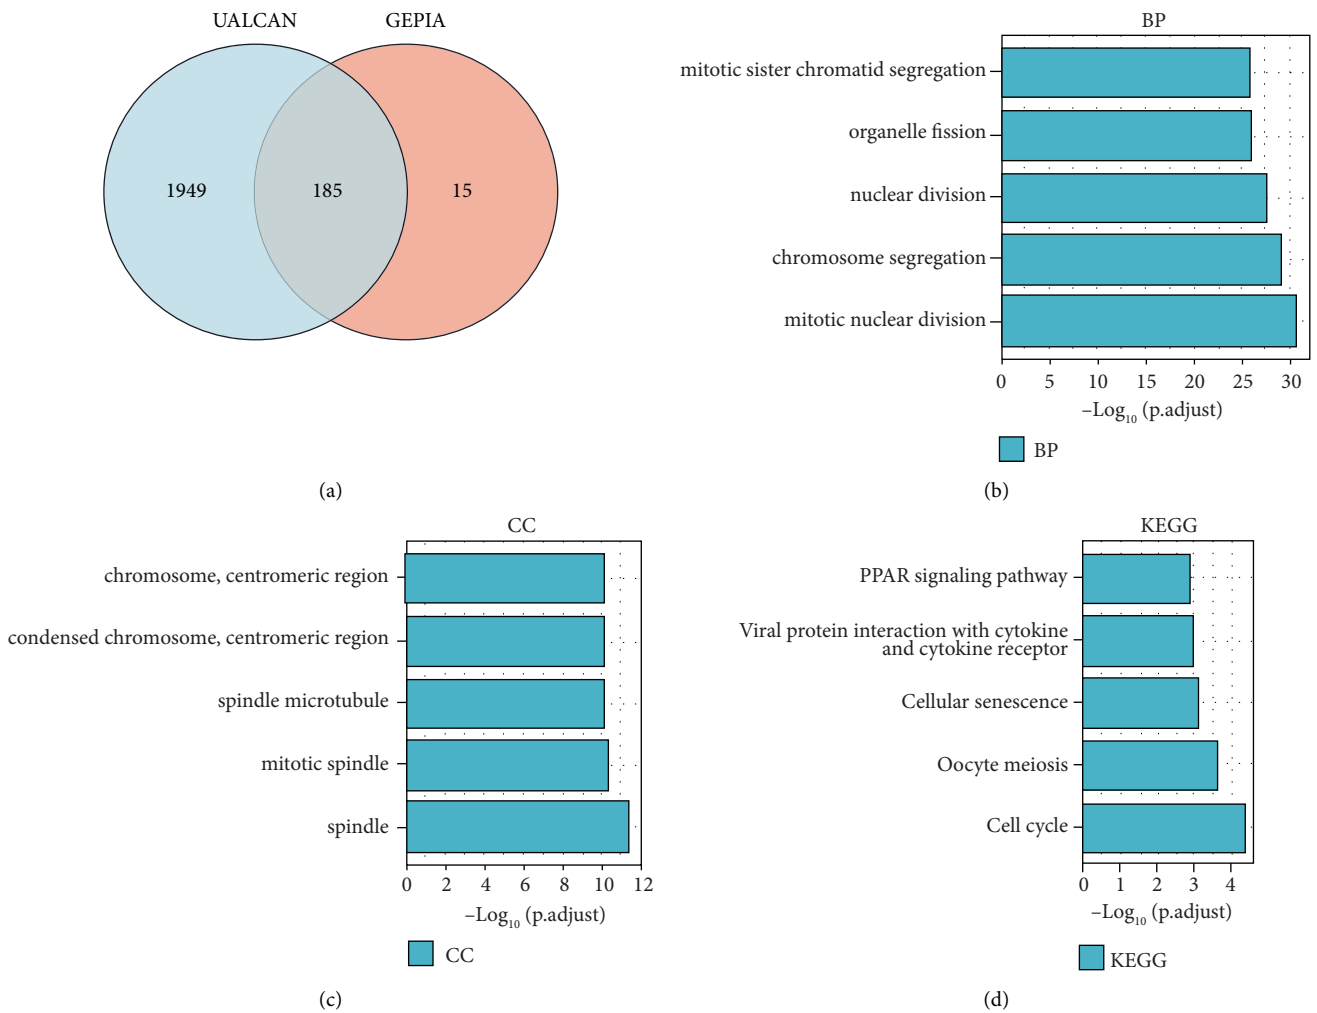 UALCAN
GEPIA
1949
185
15
(a)
BP
mitotic sister chromatid segregation
organelle fission
nuclear division
chromosome segregation
mitotic nuclear division
0 5 10 15 20 25 30
–Log10 (p.adjust)
BP
(b)
CC
chromosome, centromeric region
condensed chromosome, centromeric region
spindle microtubule
mitotic spindle
spindle
0 2 4 6 8 10 12
–Log10 (p.adjust)
CC
(c)
KEGG
PPAR signaling pathway
Viral protein interaction with cytokine
and cytokine receptor
Cellular senescence
Oocyte meiosis
Cell cycle
0 1 2 3 4
–Log10 (p.adjust)
KEGG
(d)